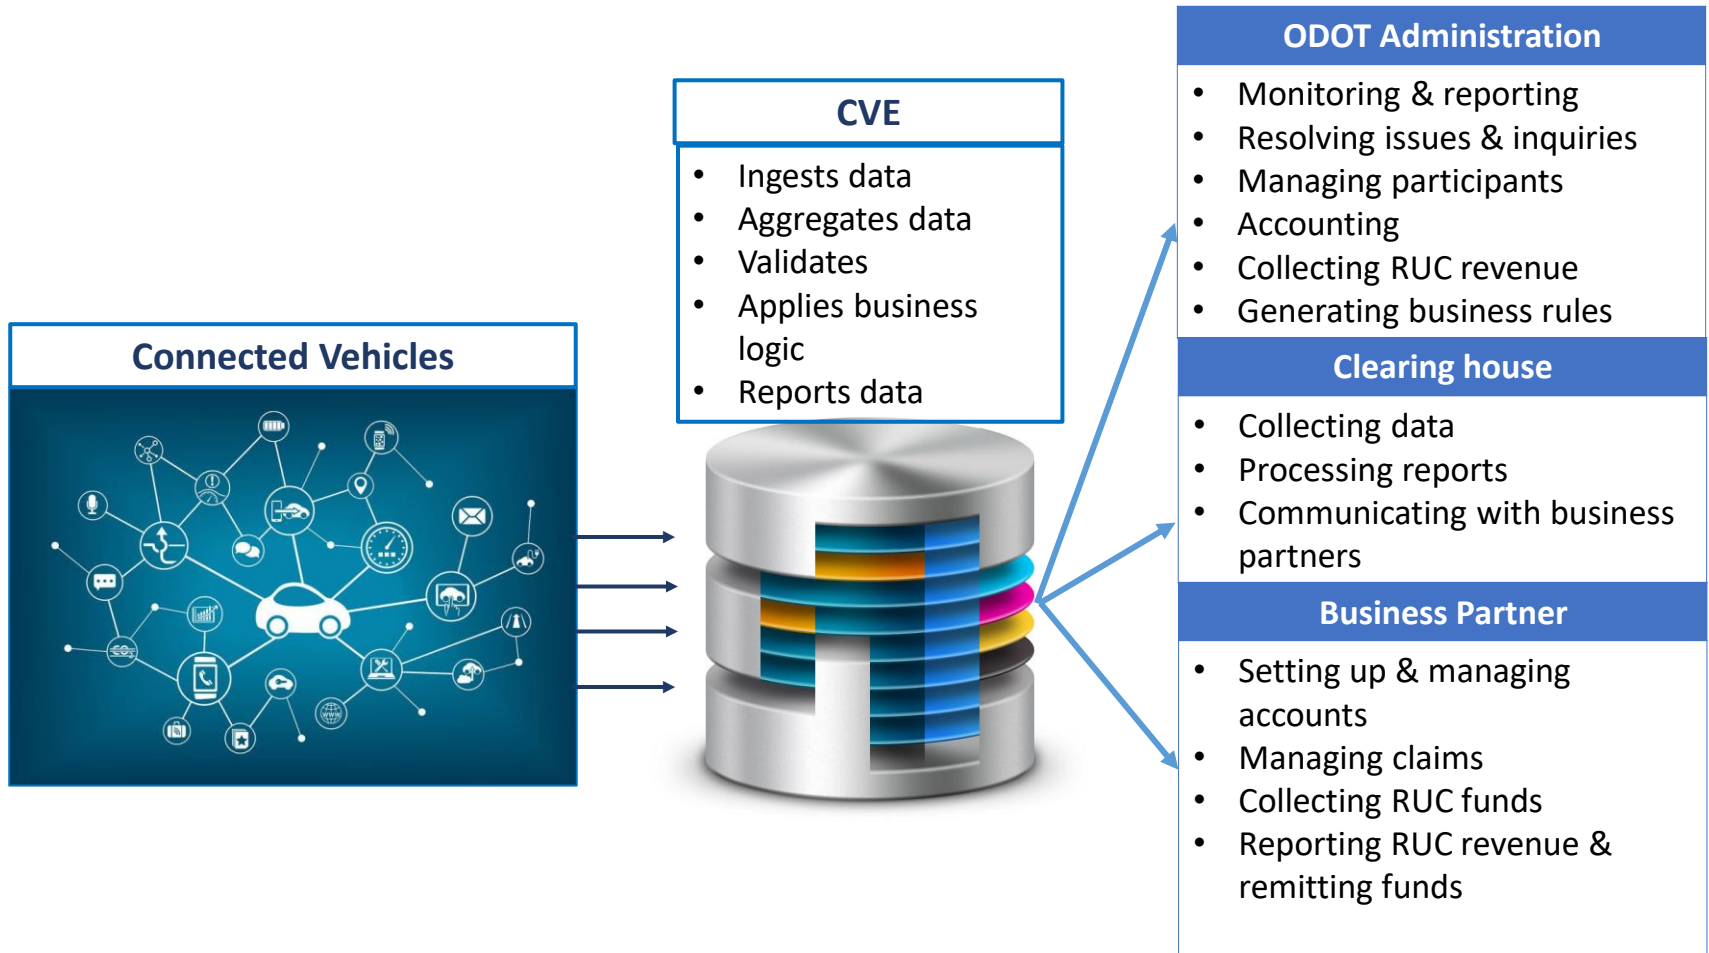 Connected Vehicles
WWW
CVE
• Ingests data
• Aggregates data
• Validates
• Applies business
logic
• Reports data
ODOT Administration
• Monitoring & reporting
• Resolving issues & inquiries
• Managing participants
• Accounting
• Collecting RUC revenue
• Generating business rules
Clearing house
• Collecting data
• Processing reports
• Communicating with business
partners
Business Partner
• Setting up & managing
accounts
• Managing claims
• Collecting RUC funds
• Reporting RUC revenue &
remitting funds